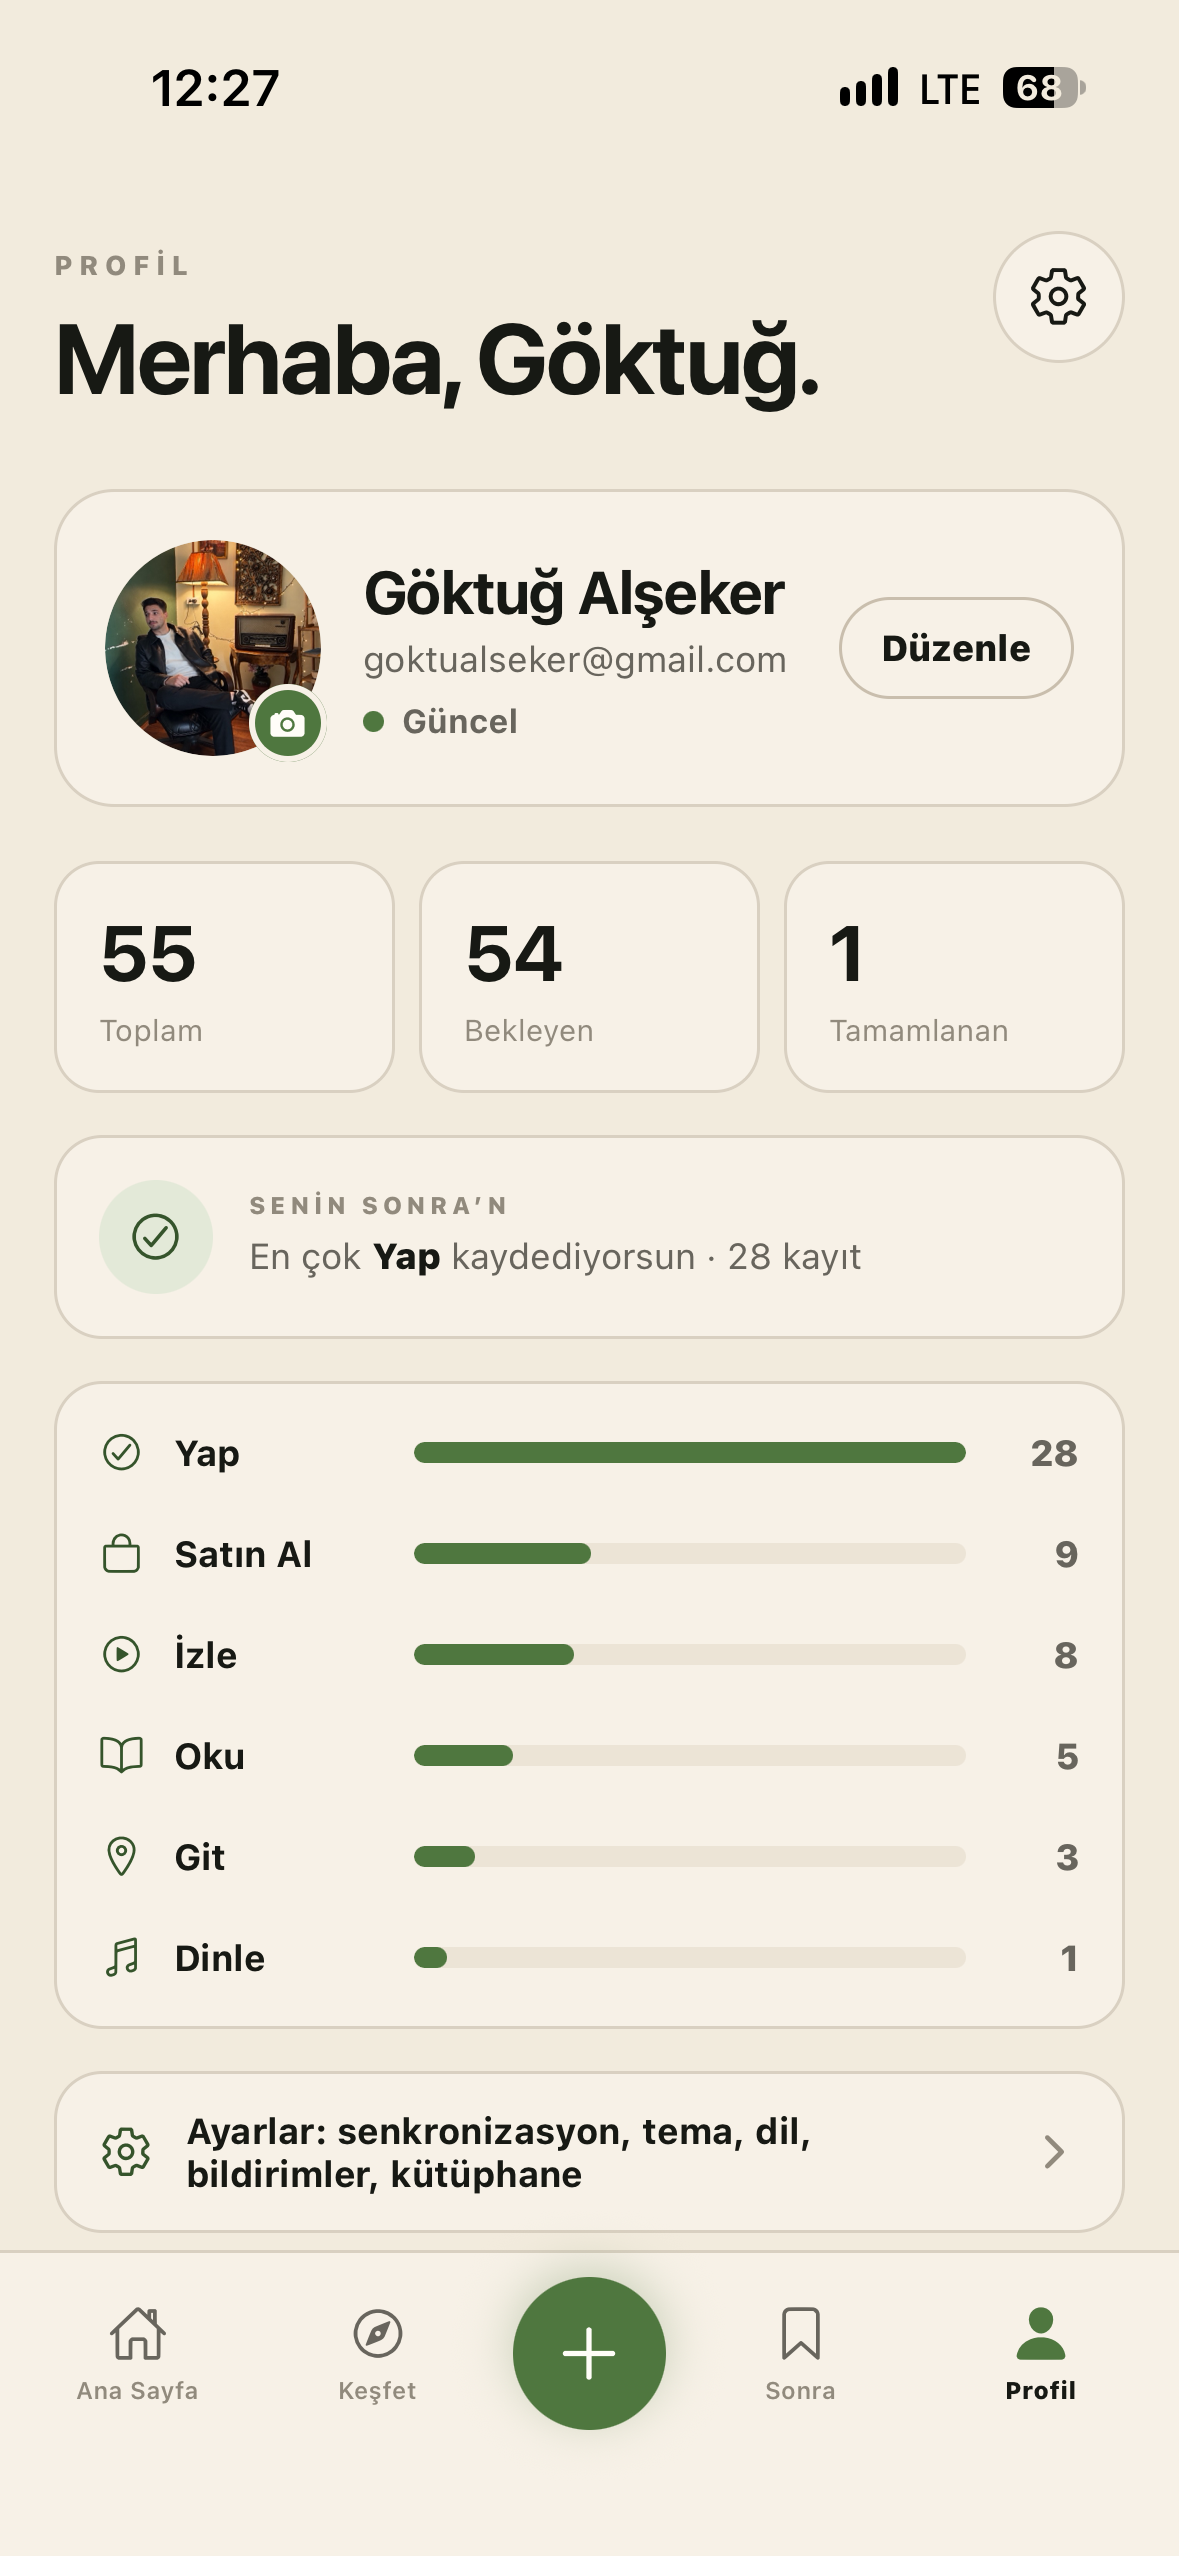 12:27
LTE 68
PROFİL
Merhaba, Göktuğ.
Göktuğ Alşeker
goktualseker@gmail.com
Güncel
Düzenle
55
Toplam
54
Bekleyen
1
Tamamlanan
SENİN SONRA’N
En çok Yap kaydediyorsun · 28 kayıt
Yap 28
Satın Al 9
İzle 8
Oku 5
Git 3
Dinle 1
Ayarlar: senkronizasyon, tema, dil,
bildirimler, kütüphane
Ana Sayfa
Keşfet
Sonra
Profil